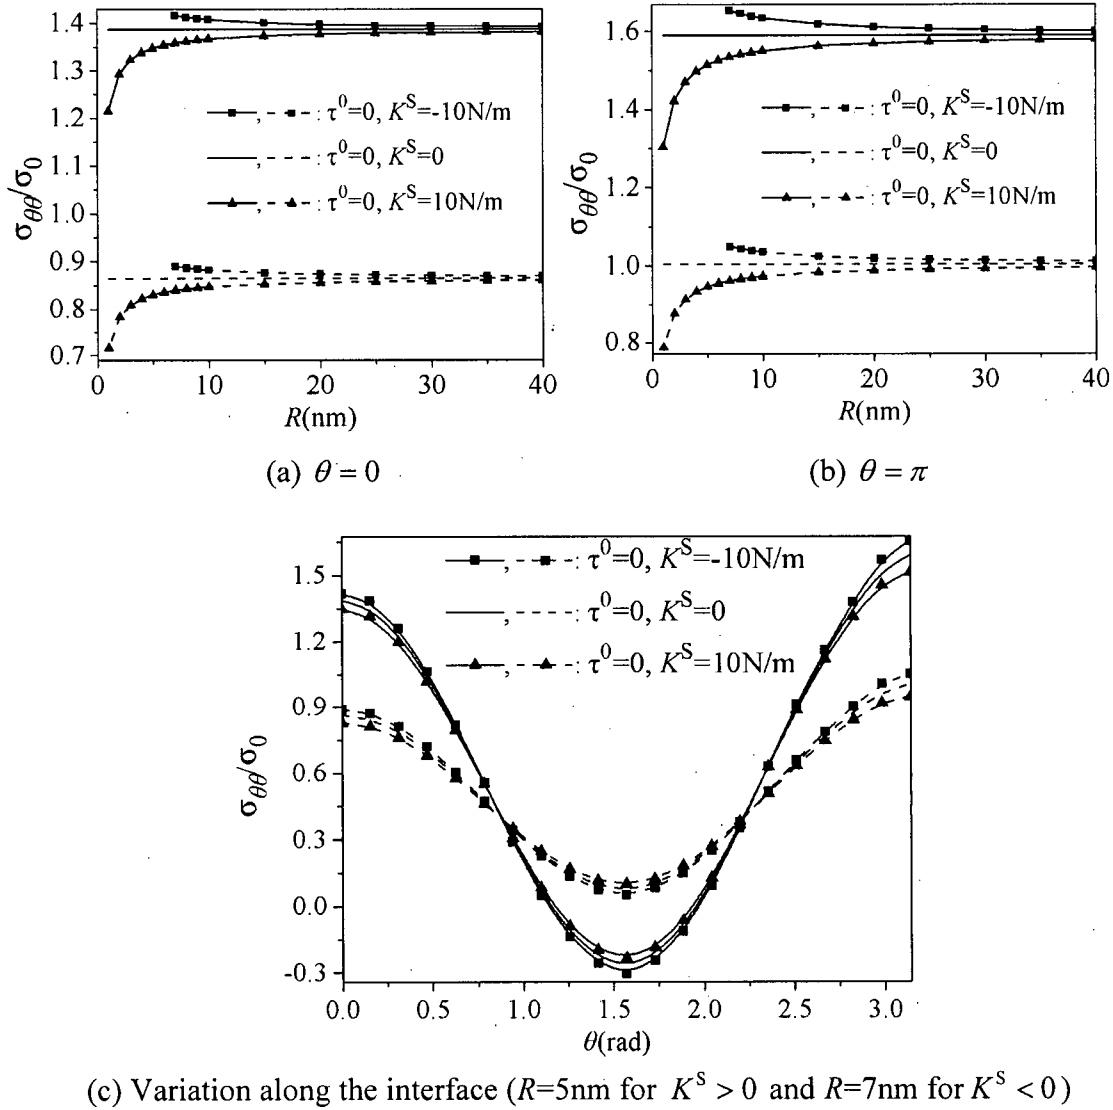 1.4
1.3
1.2
1.1
1.0
0.9
0.8
0.7
σθθ/σ0
, : τ⁰=0, Kˢ=-10N/m
, : τ⁰=0, Kˢ=0
, : τ⁰=0, Kˢ=10N/m
0 10 20 30 40
R(nm)
(a) θ = 0
1.6
1.4
1.2
1.0
0.8
σθθ/σ0
, : τ⁰=0, Kˢ=-10N/m
, : τ⁰=0, Kˢ=0
, : τ⁰=0, Kˢ=10N/m
0 10 20 30 40
R(nm)
(b) θ = π
1.5
1.2
0.9
0.6
0.3
0.0
-0.3
σθθ/σ0
, : τ⁰=0, Kˢ=-10N/m
, : τ⁰=0, Kˢ=0
, : τ⁰=0, Kˢ=10N/m
0.0 0.5 1.0 1.5 2.0 2.5 3.0
θ(rad)
(c) Variation along the interface (R=5nm for Kˢ > 0 and R=7nm for Kˢ < 0)